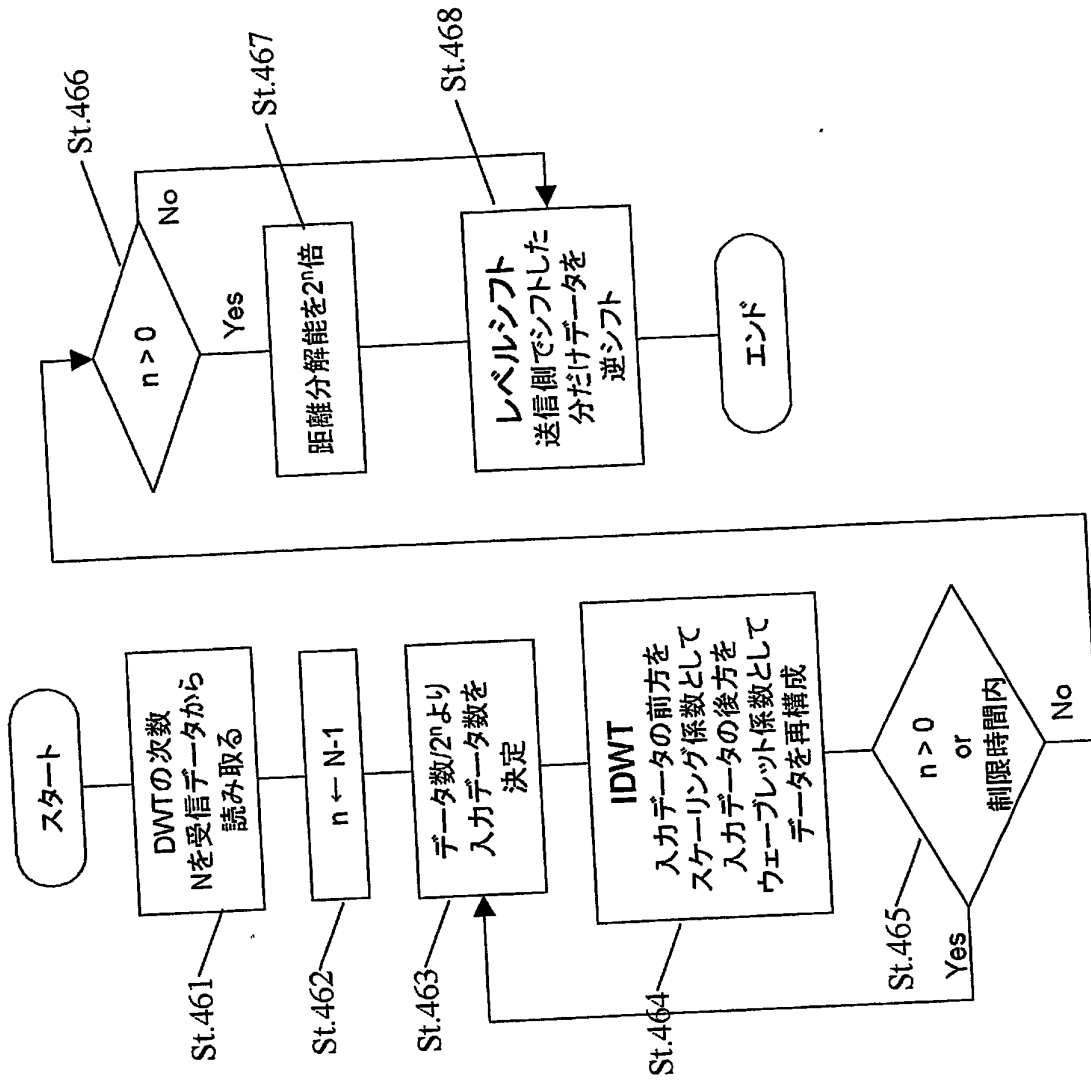 スタート
St.461
DWTの次数
Nを受信データから
読み取る
St.462
n ← N-1
St.463
データ数/2ⁿより
入力データ数を
決定
St.464
IDWT
入力データの前方を
スケーリング係数として
入力データの後方を
ウェーブレット係数として
データを再構成
St.465
n > 0
or
制限時間内
Yes
No
St.466
n > 0
Yes
No
St.467
距離分解能を2ⁿ倍
St.468
レベルシフト
送信側でシフトした
分だけデータを
逆シフト
エンド